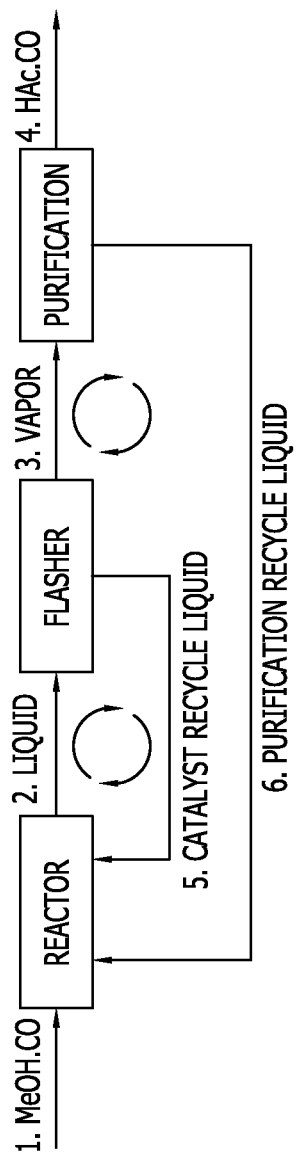 1. MeOH.CO
REACTOR
2. LIQUID
FLASHER
3. VAPOR
PURIFICATION
4. HAc.CO
5. CATALYST RECYCLE LIQUID
6. PURIFICATION RECYCLE LIQUID